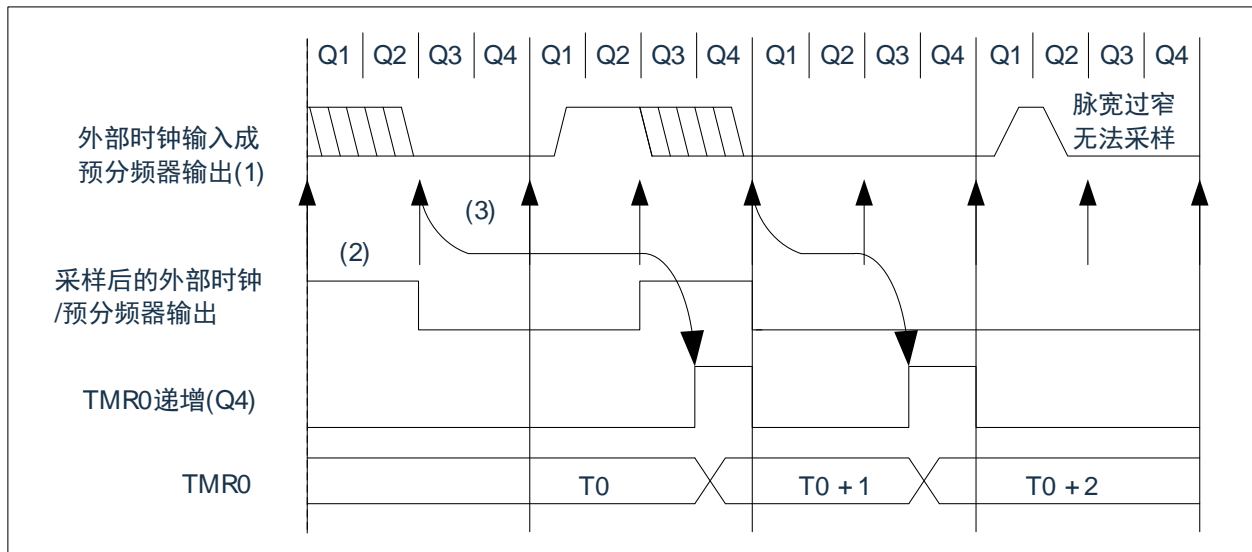 Q1 Q2 Q3 Q4 Q1 Q2 Q3 Q4 Q1 Q2 Q3 Q4 Q1 Q2 Q3 Q4
外部时钟输入成
预分频器输出(1)
脉宽过窄
无法采样
(3)
(2)
采样后的外部时钟
/预分频器输出
TMR0递增(Q4)
TMR0
T0
T0 + 1
T0 + 2